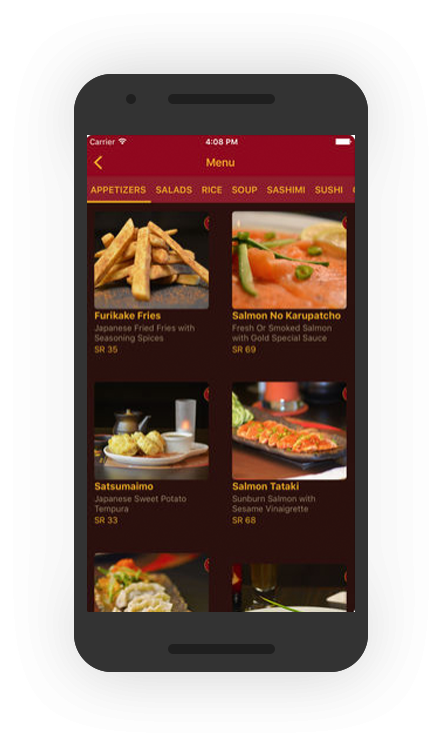 Carrier 4:08 PM
Menu
APPETIZERS SALADS RICE SOUP SASHIMI SUSHI
Furikake Fries
Japanese Fried Fries with
Seasoning Spices
SR 35
Salmon No Karupatcho
Fresh Or Smoked Salmon
with Gold Special Sauce
SR 69
Satsumaimo
Japanese Sweet Potato
Tempura
SR 33
Salmon Tataki
Sunburn Salmon with
Sesame Vinaigrette
SR 68